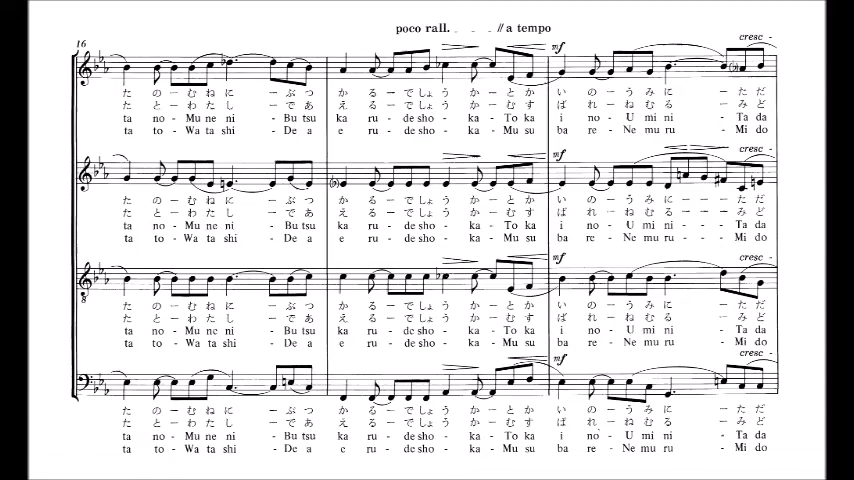 poco rall. _ _ _ // a tempo
16
mf
cresc -
た の ー む ね に ー ぶ つ か る ー で しょ う か ー と か い の ー う み に ー た だ
た と ー わ た し ー で あ え る ー で しょ う か ー む す ば れ ー ね む る ー み ど
ta no- Mu ne ni - Bu tsu ka ru - de sho - ka - To ka i no - U mi ni - Ta da
ta to- Wa ta shi - De a e ru - de sho - ka - Mu su ba re - Ne mu ru - Mi do
mf
cresc -
た の ー む ね に ー ぶ つ か る ー で しょ う か ー と か い の ー う み に ー ー ー た だ
た と ー わ た し ー で あ え る ー で しょ う か ー む す ば れ ー ね む る ー ー ー み ど
ta no - Mu ne ni - Bu tsu ka ru - de sho - ka - To ka i no - U mi ni - - - Ta da
ta to - Wa ta shi - De a e ru - de sho - ka - Mu su ba re - Ne mu ru - - - Mi do
mf
cresc -
8
た の ー む ね に ー ぶ つ か る ー で しょ う か ー と か い の ー う み に ー た だ
た と ー わ た し ー で あ え る ー で しょ う か ー む す ば れ ー ね む る ー み ど
ta no - Mu ne ni - Bu tsu ka ru - de sho - ka - To ka i no - U mi ni - Ta da
ta to - Wa ta shi - De a e ru - de sho - ka - Mu su ba re - Ne mu ru - Mi do
mf
cresc -
た の ー む ね に ー ぶ つ か る ー で しょ う か ー と か い の ー う み に ー た だ
た と ー わ た し ー で あ え る ー で しょ う か ー む す ば れ ー ね む る ー み ど
ta no - Mu ne ni - Bu tsu ka ru - de sho - ka - To ka i no - U mi ni - Ta da
ta to - Wa ta shi - De a e ru - de sho - ka - Mu su ba re - Ne mu ru - Mi do